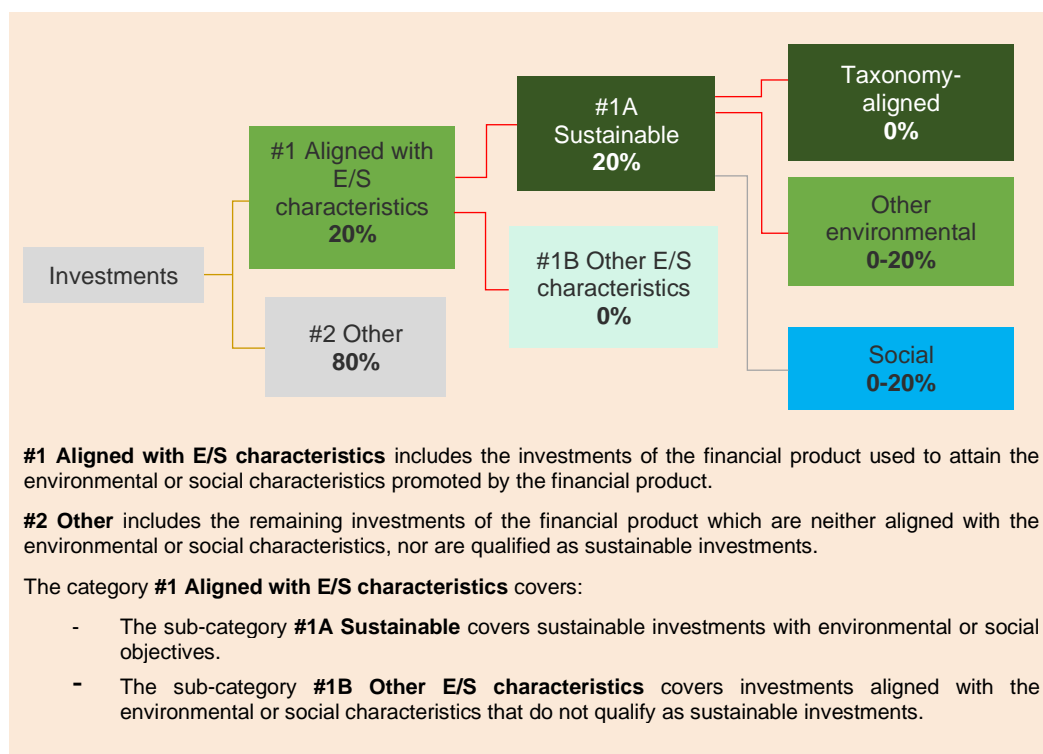 Investments
#1 Aligned with
E/S
characteristics
20%
#2 Other
80%
#1A
Sustainable
20%
#1B Other E/S
characteristics
0%
Taxonomy-
aligned
0%
Other
environmental
0-20%
Social
0-20%
#1 Aligned with E/S characteristics includes the investments of the financial product used to attain the
environmental or social characteristics promoted by the financial product.
#2 Other includes the remaining investments of the financial product which are neither aligned with the
environmental or social characteristics, nor are qualified as sustainable investments.
The category #1 Aligned with E/S characteristics covers:
- The sub-category #1A Sustainable covers sustainable investments with environmental or social
objectives.
- The sub-category #1B Other E/S characteristics covers investments aligned with the
environmental or social characteristics that do not qualify as sustainable investments.